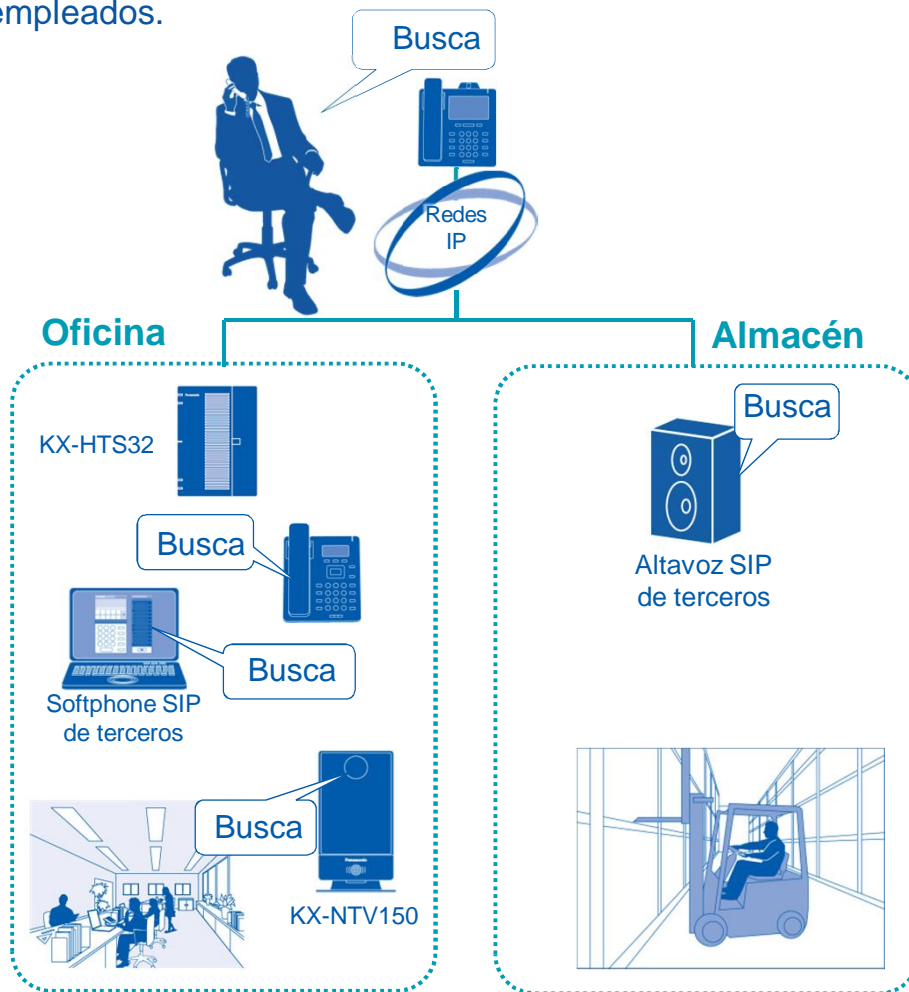 empleados.
Busca
Redes
IP
Oficina
Almacén
KX-HTS32
Busca
Busca
Altavoz SIP
de terceros
Busca
Softphone SIP
de terceros
Busca
Panasonic
KX-NTV150